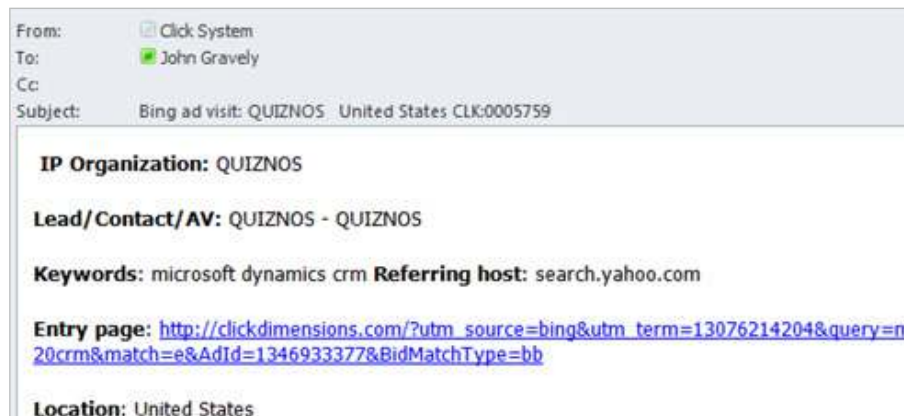 From: Click System
To: John Gravely
Cc:
Subject: Bing ad visit: QUIZNOS United States CLK:0005759
IP Organization: QUIZNOS
Lead/Contact/AV: QUIZNOS - QUIZNOS
Keywords: microsoft dynamics crm Referring host: search.yahoo.com
Entry page: http://clickdimensions.com/?utm_source=bing&utm_term=13076214204&query=m
20crm&match=e&AdId=1346933377&BidMatchType=bb
Location: United States